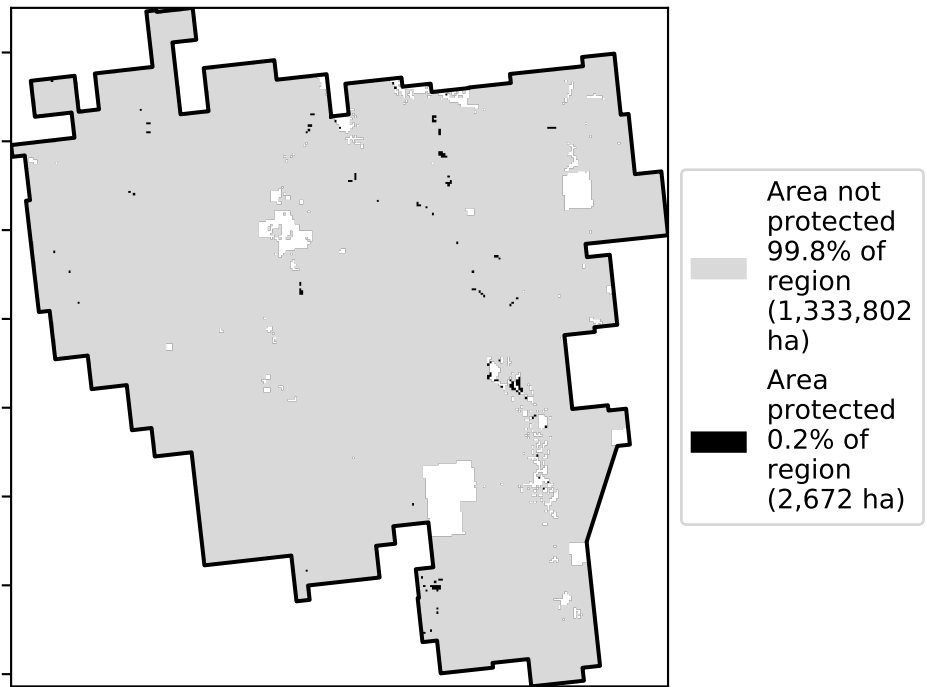 Area not
protected
99.8% of
region
(1,333,802
ha)
Area
protected
0.2% of
region
(2,672 ha)